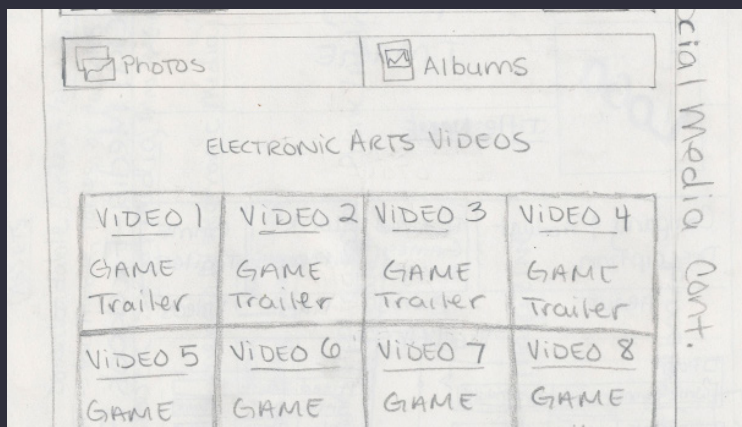 Photos
Albums
ELECTRONIC ARTS VIDEOS
VIDEO 1
VIDEO 2
VIDEO 3
VIDEO 4
GAME
Trailer
GAME
Trailer
GAME
Trailer
GAME
Trailer
VIDEO 5
VIDEO 6
VIDEO 7
VIDEO 8
GAME
GAME
GAME
GAME
Media Cont.